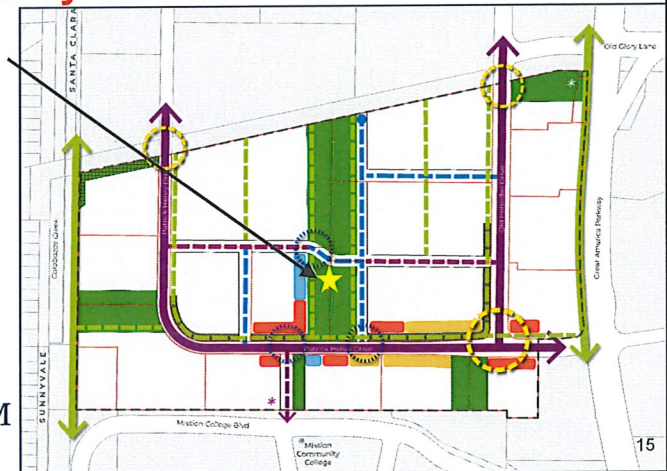 SANTA CLARA
Old Glory Lane
Patrick Henry Drive
Old Ironsides Drive
Calabazas Creek
Great America Parkway
Patrick Henry Drive
SUNNYVALE
*
*
Mission College Blvd
Mission
Community
College
M
15